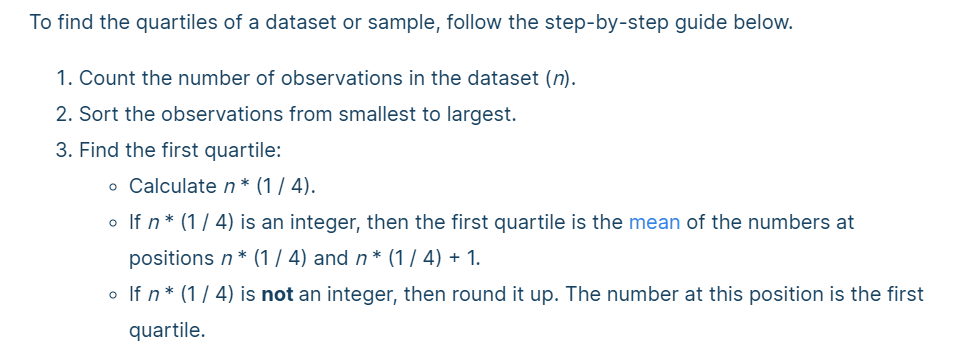 To find the quartiles of a dataset or sample, follow the step-by-step guide below.
1. Count the number of observations in the dataset (n).
2. Sort the observations from smallest to largest.
3. Find the first quartile:
◦ Calculate n * (1 / 4).
◦ If n * (1 / 4) is an integer, then the first quartile is the mean of the numbers at
positions n * (1 / 4) and n * (1 / 4) + 1.
◦ If n * (1 / 4) is not an integer, then round it up. The number at this position is the first
quartile.